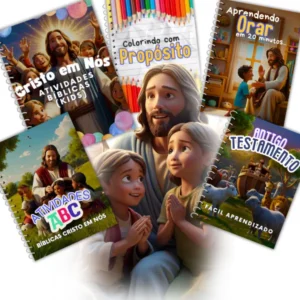 Cristo em Nós
ATIVIDADES
BÍBLICAS
(KIDS)
Colorindo com
Propósito
Aprendendo
Orar
em 20 minutos
ATIVIDADES
ABC
BÍBLICAS CRISTO EM NÓS
ANTIGO
TESTAMENTO
FÁCIL APRENDIZADO